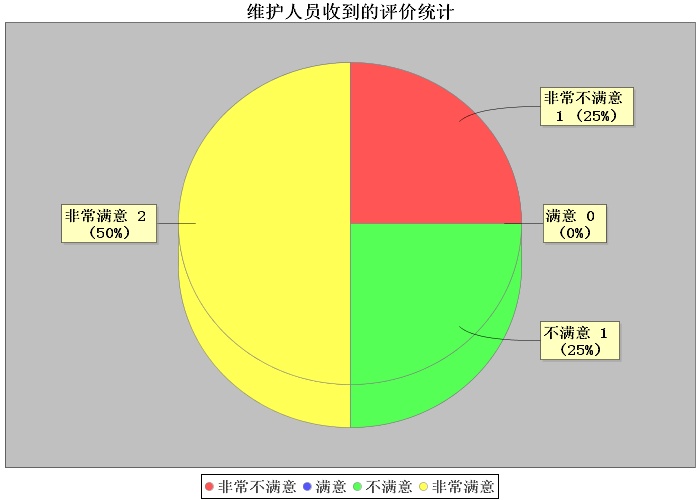 维护人员收到的评价统计
非常不满意
1 (25%)
非常满意 2
(50%)
满意 0
(0%)
不满意 1
(25%)
非常不满意 满意 不满意 非常满意